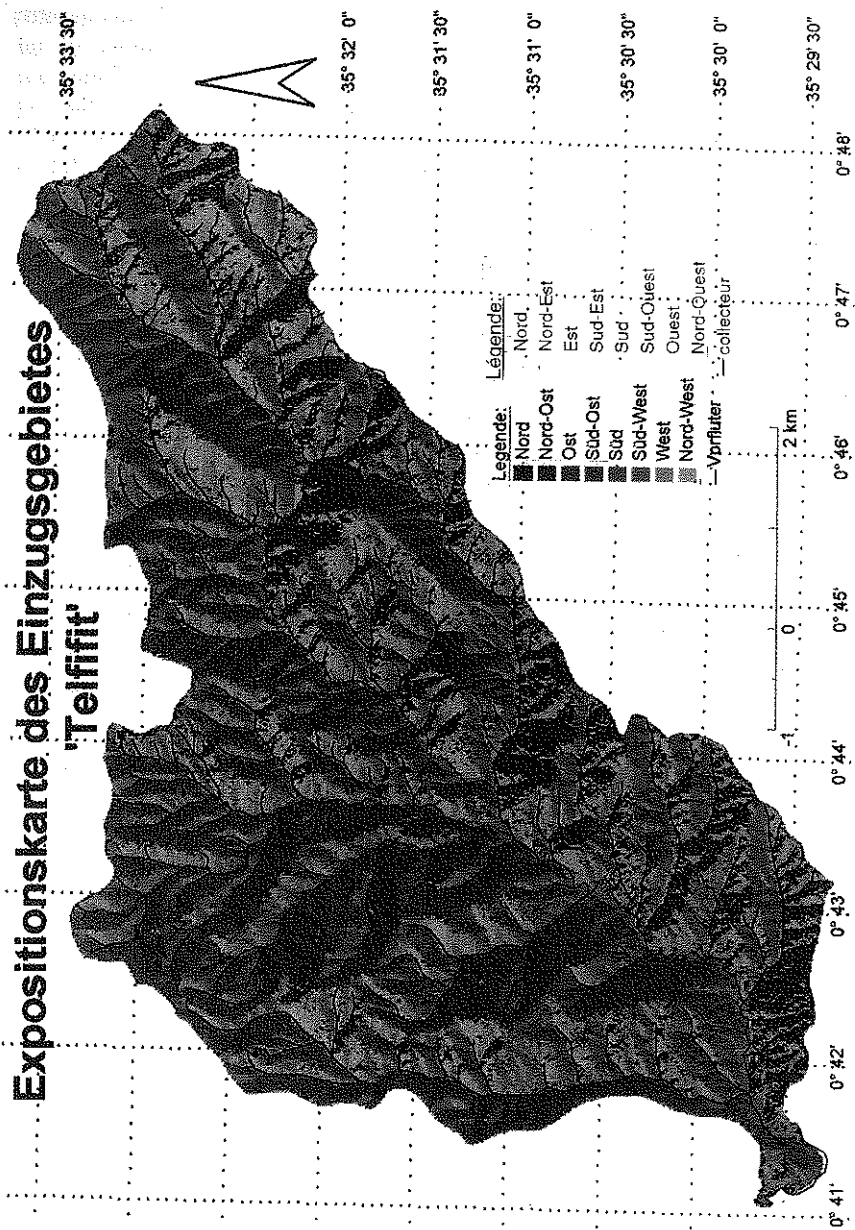 Expositionskarte des Einzugsgebietes
'Telfifit'
35° 33' 30"
35° 32' 0"
35° 31' 30"
35° 31' 0"
35° 30' 30"
35° 30' 0"
35° 29' 30"
Legende:
Nord
Nord-Ost
Ost
Süd-Ost
Süd
Süd-West
West
Nord-West
Vorfluter
Légende:
Nord
Nord-Est
Est
Sud-Est
Sud
Sud-Ouest
Ouest
Nord-Ouest
collecteur
-1 0 2 km
0° 41' 0° 42' 0° 43' 0° 44' 0° 45' 0° 46' 0° 47' 0° 48'